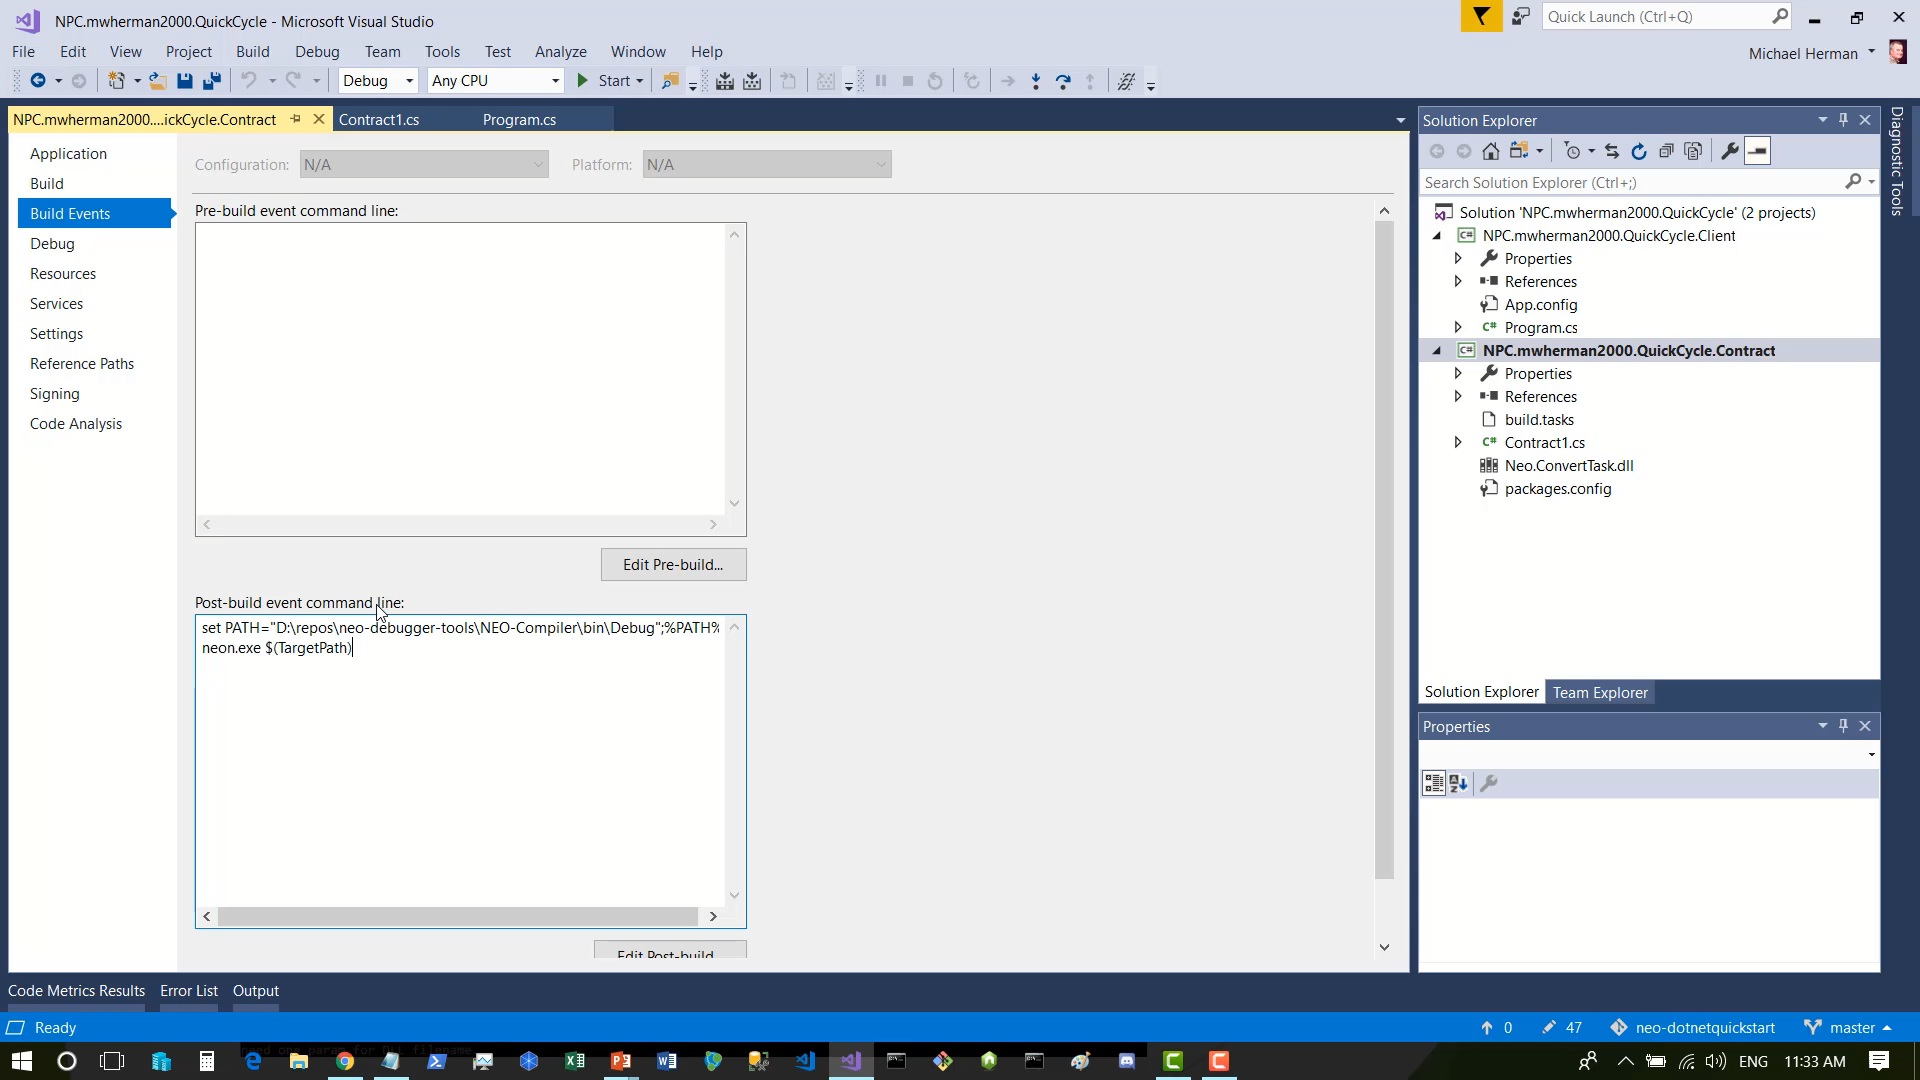 NPC.mwherman2000.QuickCycle - Microsoft Visual Studio
Quick Launch (Ctrl+Q)
File Edit View Project Build Debug Team Tools Test Analyze Window Help
Michael Herman
Debug Any CPU Start
NPC.mwherman2000....ickCycle.Contract Contract1.cs Program.cs
Application
Build
Build Events
Debug
Resources
Services
Settings
Reference Paths
Signing
Code Analysis
Configuration: N/A Platform: N/A
Pre-build event command line:
Edit Pre-build...
Post-build event command line:
set PATH="D:\repos\neo-debugger-tools\NEO-Compiler\bin\Debug";%PATH%
neon.exe $(TargetPath)
Edit Post-build
Solution Explorer
Search Solution Explorer (Ctrl+;)
Solution 'NPC.mwherman2000.QuickCycle' (2 projects)
C# NPC.mwherman2000.QuickCycle.Client
Properties
References
App.config
C# Program.cs
C# NPC.mwherman2000.QuickCycle.Contract
Properties
References
build.tasks
C# Contract1.cs
Neo.ConvertTask.dll
packages.config
Solution Explorer Team Explorer
Properties
Diagnostic Tools
Code Metrics Results Error List Output
Ready
0 47 neo-dotnetquickstart master
need one param for DLL filename
ENG 11:33 AM